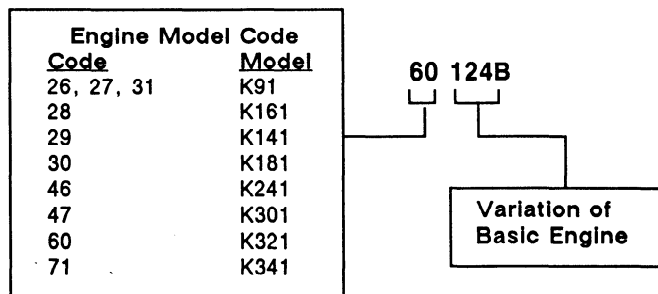 Engine Model Code
Code Model
26, 27, 31 K91
28 K161
29 K141
30 K181
46 K241
47 K301
60 K321
71 K341
60 124B
Variation of
Basic Engine